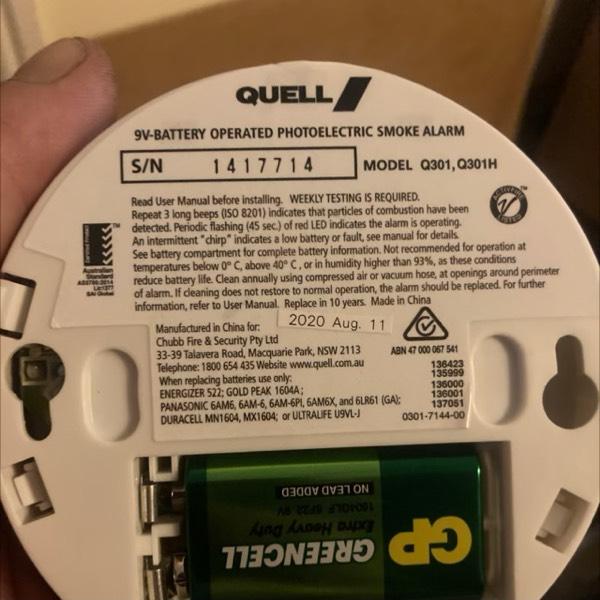 QUELL
9V-BATTERY OPERATED PHOTOELECTRIC SMOKE ALARM
S/N 1417714 MODEL Q301, Q301H
Read User Manual before installing. WEEKLY TESTING IS REQUIRED.
Repeat 3 long beeps (ISO 8201) indicates that particles of combustion have been
detected. Periodic flashing (45 sec.) of red LED indicates the alarm is operating.
An intermittent "chirp" indicates a low battery or fault, see manual for details.
See battery compartment for complete battery information. Not recommended for operation at
temperatures below 0° C, above 40° C, or in humidity higher than 93%, as these conditions
reduce battery life. Clean annually using compressed air or vacuum hose, at openings around perimeter
of alarm. If cleaning does not restore to normal operation, the alarm should be replaced. For further
information, refer to User Manual. Replace in 10 years. Made in China
Australian
Standard
AS3786:2014
SAI Global
Manufactured in China for:
2020 Aug. 11
Chubb Fire & Security Pty Ltd
33-39 Talavera Road, Macquarie Park, NSW 2113
Telephone: 1800 654 435 Website www.quell.com.au
When replacing batteries use only:
ENERGIZER 522; GOLD PEAK 1604A;
PANASONIC 6AM6, 6AM-6, 6AM-6PI, 6AM6X, and 6LR61 (GA);
DURACELL MN1604, MX1604; or ULTRALIFE U9VL-J
ABN 47 000 067 541
136423
135999
136000
136001
137051
0301-7144-00
GP
GREENCELL
Extra Heavy Duty
1604GLF 6F22 9V
NO LEAD ADDED